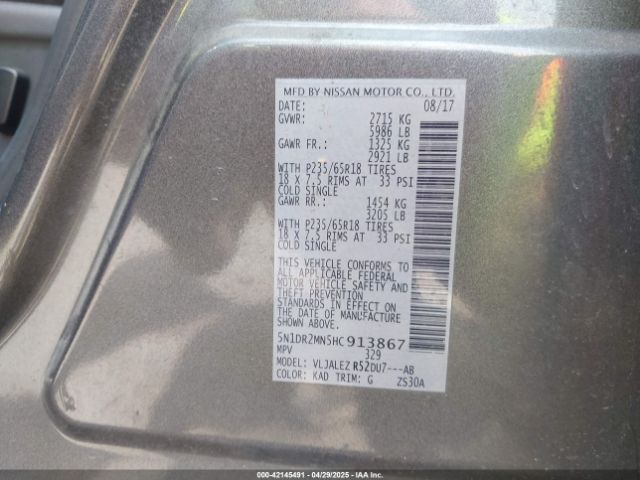 MFD BY NISSAN MOTOR CO., LTD.
DATE: 08/17
GVWR: 2715 KG
5986 LB
GAWR FR.: 1325 KG
2921 LB
WITH P235/65R18 TIRES
18 X 7.5 RIMS AT 33 PSI
COLD SINGLE
GAWR RR.: 1454 KG
3205 LB
WITH P235/65R18 TIRES
18 X 7.5 RIMS AT 33 PSI
COLD SINGLE
THIS VEHICLE CONFORMS TO
ALL APPLICABLE FEDERAL
MOTOR VEHICLE SAFETY AND
THEFT PREVENTION
STANDARDS IN EFFECT ON
THE DATE OF MANUFACTURE
SHOWN ABOVE.
5N1DR2MN5HC913867
MPV 329
MODEL: VLJALEZ R52DU7---AB
COLOR: KAD TRIM: G ZS30A
000-42145491 - 04/29/2025 - IAAI.com